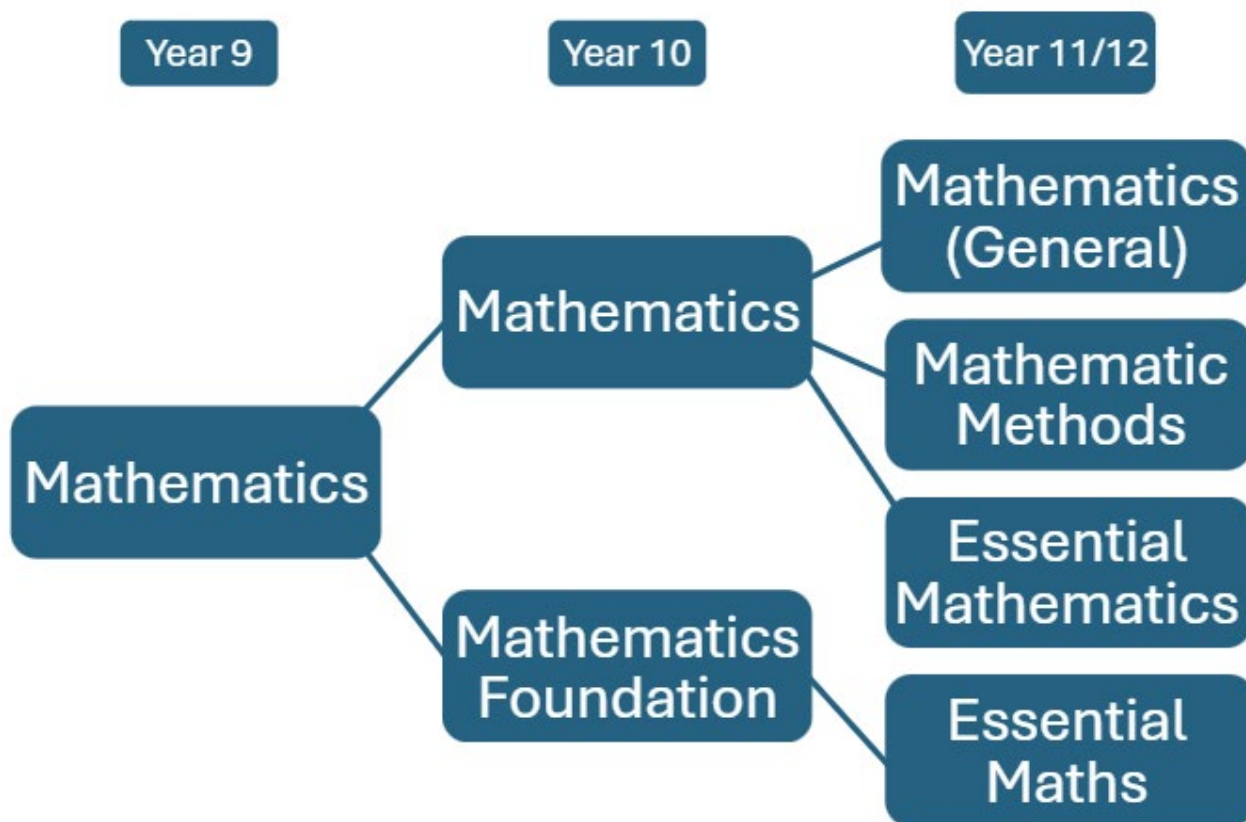 Year 9
Year 10
Year 11/12
Mathematics
Mathematics
Mathematics
Foundation
Mathematics
(General)
Mathematic
Methods
Essential
Mathematics
Essential
Maths